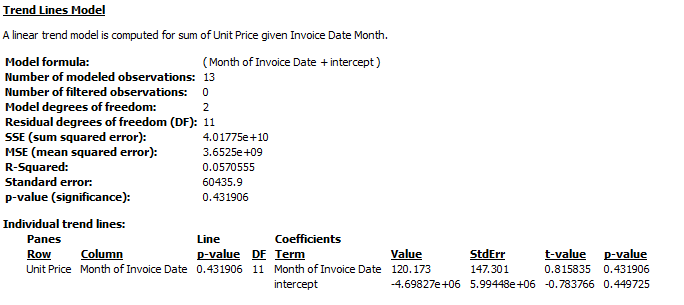 Trend Lines Model
A linear trend model is computed for sum of Unit Price given Invoice Date Month.
Model formula: ( Month of Invoice Date + intercept )
Number of modeled observations: 13
Number of filtered observations: 0
Model degrees of freedom: 2
Residual degrees of freedom (DF): 11
SSE (sum squared error): 4.01775e+10
MSE (mean squared error): 3.6525e+09
R-Squared: 0.0570555
Standard error: 60435.9
p-value (significance): 0.431906
Individual trend lines:
Panes Line Coefficients
Row Column p-value DF Term Value StdErr t-value p-value
Unit Price Month of Invoice Date 0.431906 11 Month of Invoice Date 120.173 147.301 0.815835 0.431906
intercept -4.69827e+06 5.99448e+06 -0.783766 0.449725